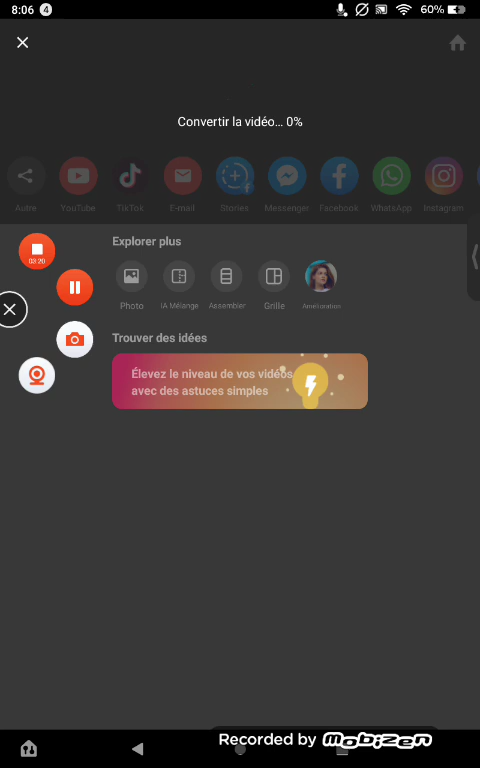 8:06 4 60%
Convertir la vidéo... 0%
Autre YouTube TikTok E-mail Stories Messenger Facebook WhatsApp Instagram
03:20
Explorer plus
Photo IA Mélange Assembler Grille Amélioration
Trouver des idées
Élevez le niveau de vos vidéos
avec des astuces simples
Recorded by mobizen